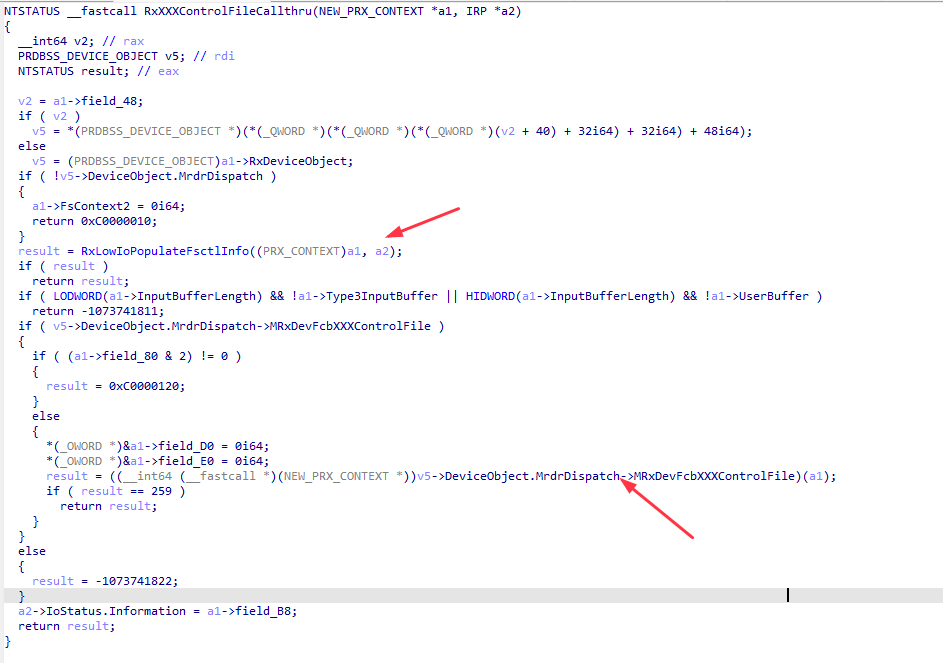 NTSTATUS __fastcall RxXXXControlFileCallthru(NEW_PRX_CONTEXT *a1, IRP *a2)
{
  __int64 v2; // rax
  PRDBSS_DEVICE_OBJECT v5; // rdi
  NTSTATUS result; // eax

  v2 = a1->field_48;
  if ( v2 )
    v5 = *(PRDBSS_DEVICE_OBJECT *)(*(_QWORD *)(*(_QWORD *)(*(_QWORD *)(v2 + 40) + 32i64) + 32i64) + 48i64);
  else
    v5 = (PRDBSS_DEVICE_OBJECT)a1->RxDeviceObject;
  if ( !v5->DeviceObject.MrdrDispatch )
  {
    a1->FsContext2 = 0i64;
    return 0xC0000010;
  }
  result = RxLowIoPopulateFsctlInfo((PRX_CONTEXT)a1, a2);
  if ( result )
    return result;
  if ( LODWORD(a1->InputBufferLength) && !a1->Type3InputBuffer || HIDWORD(a1->InputBufferLength) && !a1->UserBuffer )
    return -1073741811;
  if ( v5->DeviceObject.MrdrDispatch->MRxDevFcbXXXControlFile )
  {
    if ( (a1->field_80 & 2) != 0 )
    {
      result = 0xC0000120;
    }
    else
    {
      *(_OWORD *)&a1->field_D0 = 0i64;
      *(_OWORD *)&a1->field_E0 = 0i64;
      result = ((__int64 (__fastcall *)(NEW_PRX_CONTEXT *))v5->DeviceObject.MrdrDispatch->MRxDevFcbXXXControlFile)(a1);
      if ( result == 259 )
        return result;
    }
  }
  else
  {
    result = -1073741822;
  }
  a2->IoStatus.Information = a1->field_B8;
  return result;
}